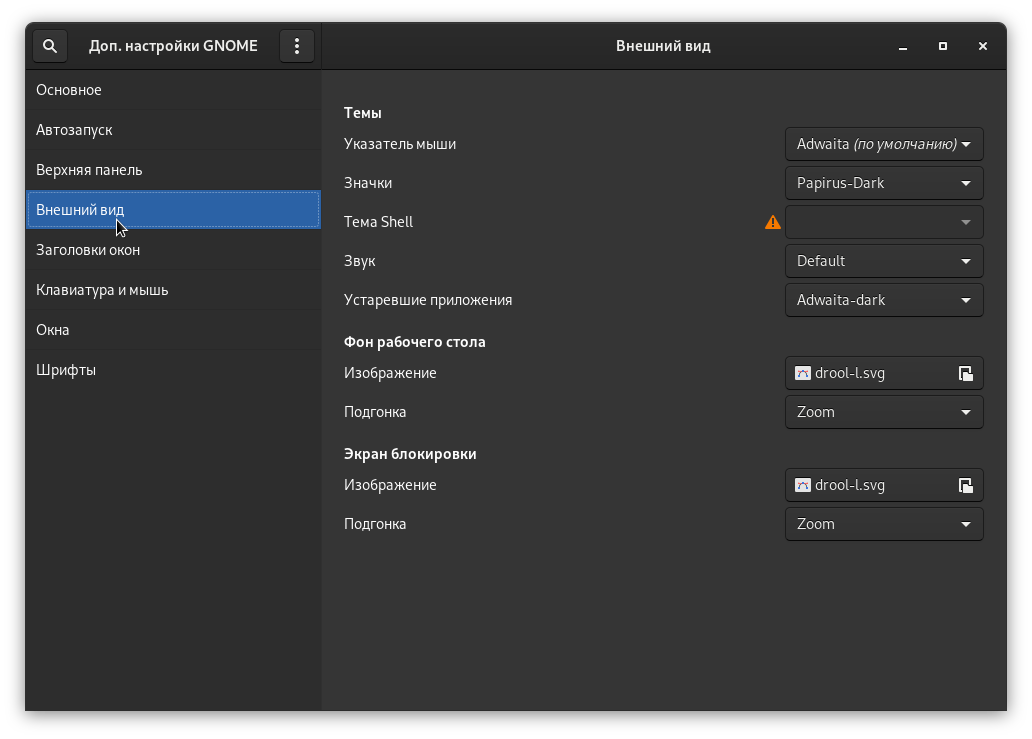 Доп. настройки GNOME
Внешний вид
Основное
Автозапуск
Верхняя панель
Внешний вид
Заголовки окон
Клавиатура и мышь
Окна
Шрифты
Темы
Указатель мыши
Adwaita (по умолчанию)
Значки
Papirus-Dark
Тема Shell
Звук
Default
Устаревшие приложения
Adwaita-dark
Фон рабочего стола
Изображение
drool-l.svg
Подгонка
Zoom
Экран блокировки
Изображение
drool-l.svg
Подгонка
Zoom